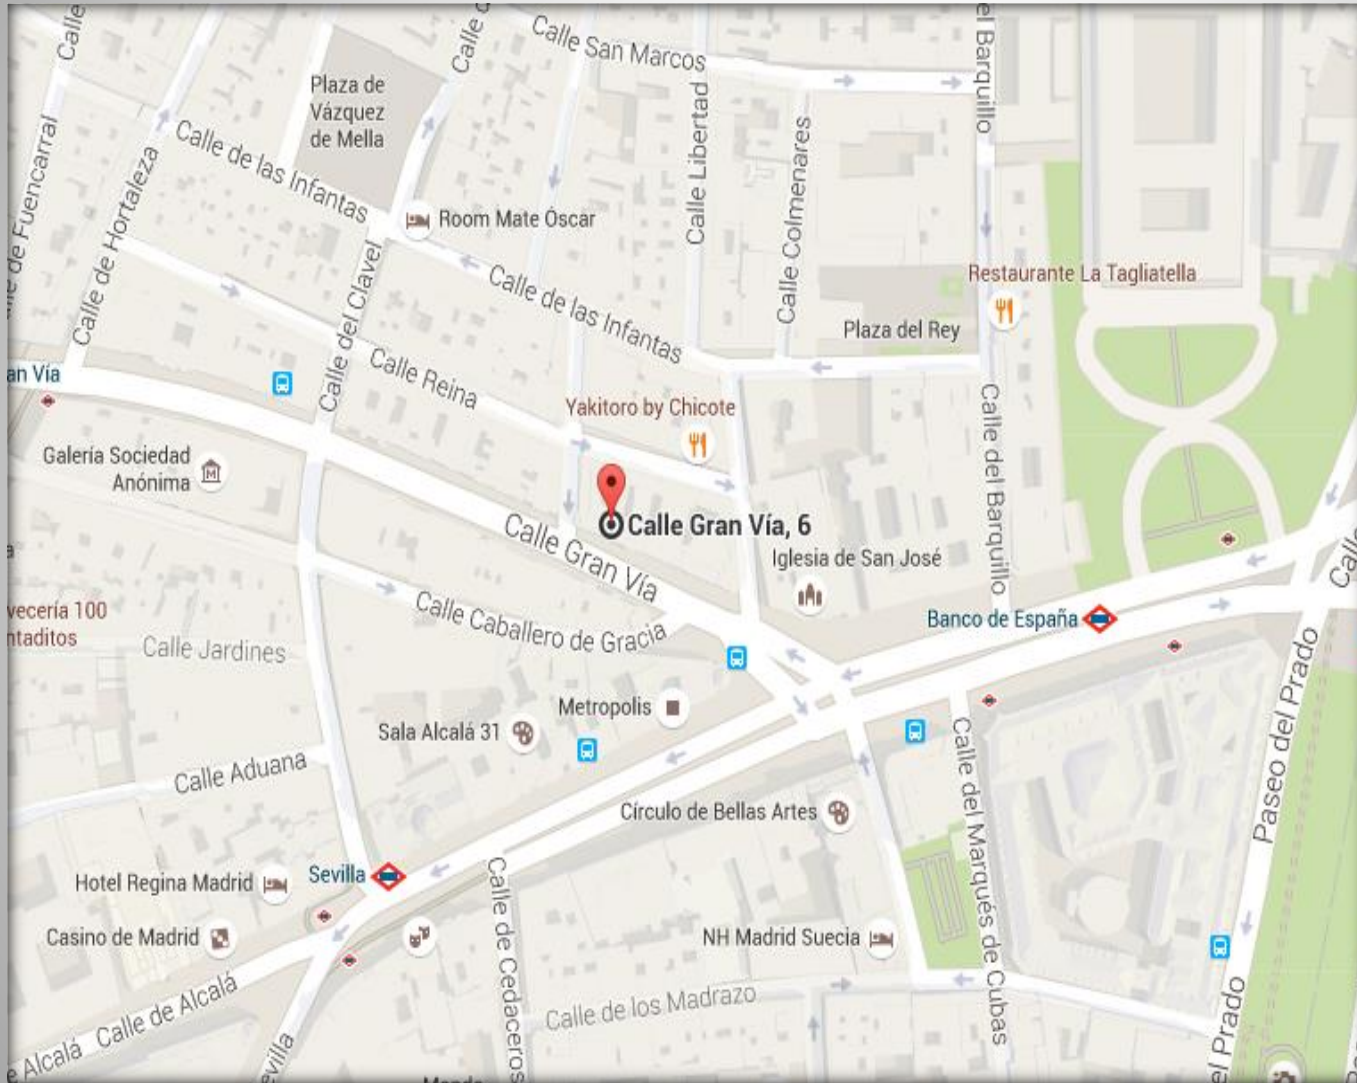 Calle
Calle d
el Barquillo
Calle San Marcos
Plaza de
Vázquez
de Mella
Calle Libertad
Calle Colmenares
Calle de las Infantas
lle de Fuencarral
Calle de Hortaleza
Room Mate Óscar
Calle del Clavel
Calle de las Infantas
Restaurante La Tagliatella
Plaza del Rey
Calle Reina
an Vía
Yakitoro by Chicote
Calle del Barquillo
Galería Sociedad
Anónima
M
Calle Gran Vía, 6
Calle Gran Vía
Iglesia de San José
Calle
a
vecería 100
ntaditos
Calle Jardines
Calle Caballero de Gracia
Banco de España
Paseo del Prado
Metropolis
Sala Alcalá 31
Calle Aduana
Calle del Marqués de Cubas
Círculo de Bellas Artes
Hotel Regina Madrid
Sevilla
Calle de Cedaceros
Casino de Madrid
NH Madrid Suecia
Calle de los Madrazo
Calle de Alcalá
e Alcalá
evilla
el Prado